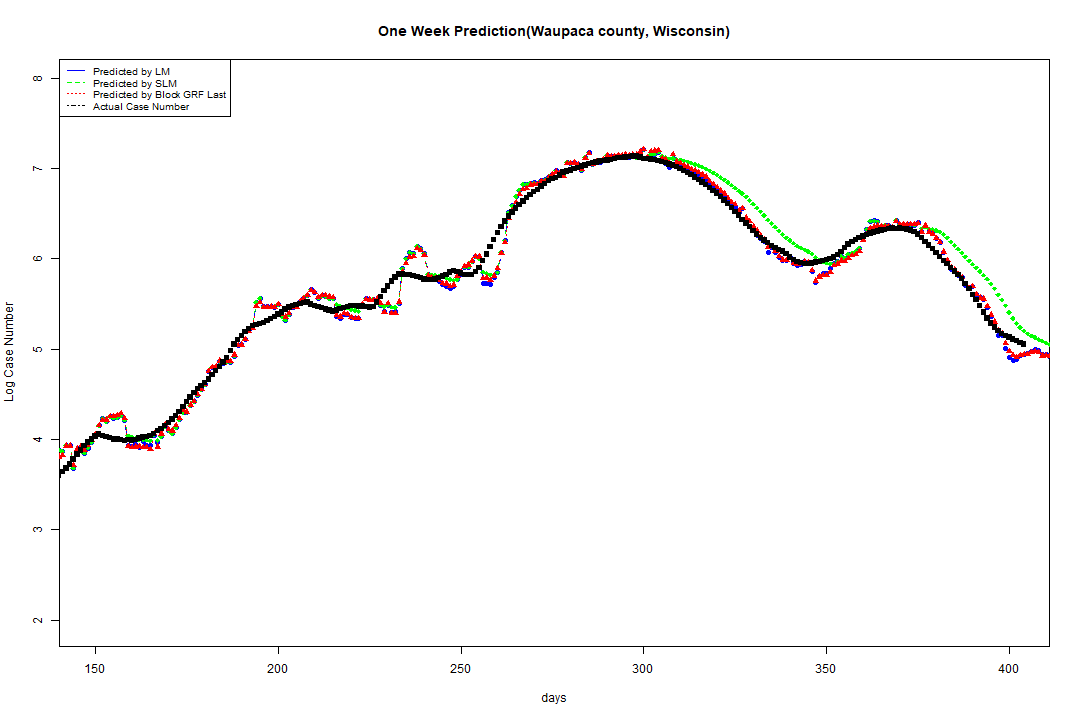 One Week Prediction(Waupaca county, Wisconsin)
Predicted by LM
Predicted by SLM
Predicted by Block GRF Last
Actual Case Number
8
7
6
5
4
3
2
Log Case Number
150 200 250 300 350 400
days